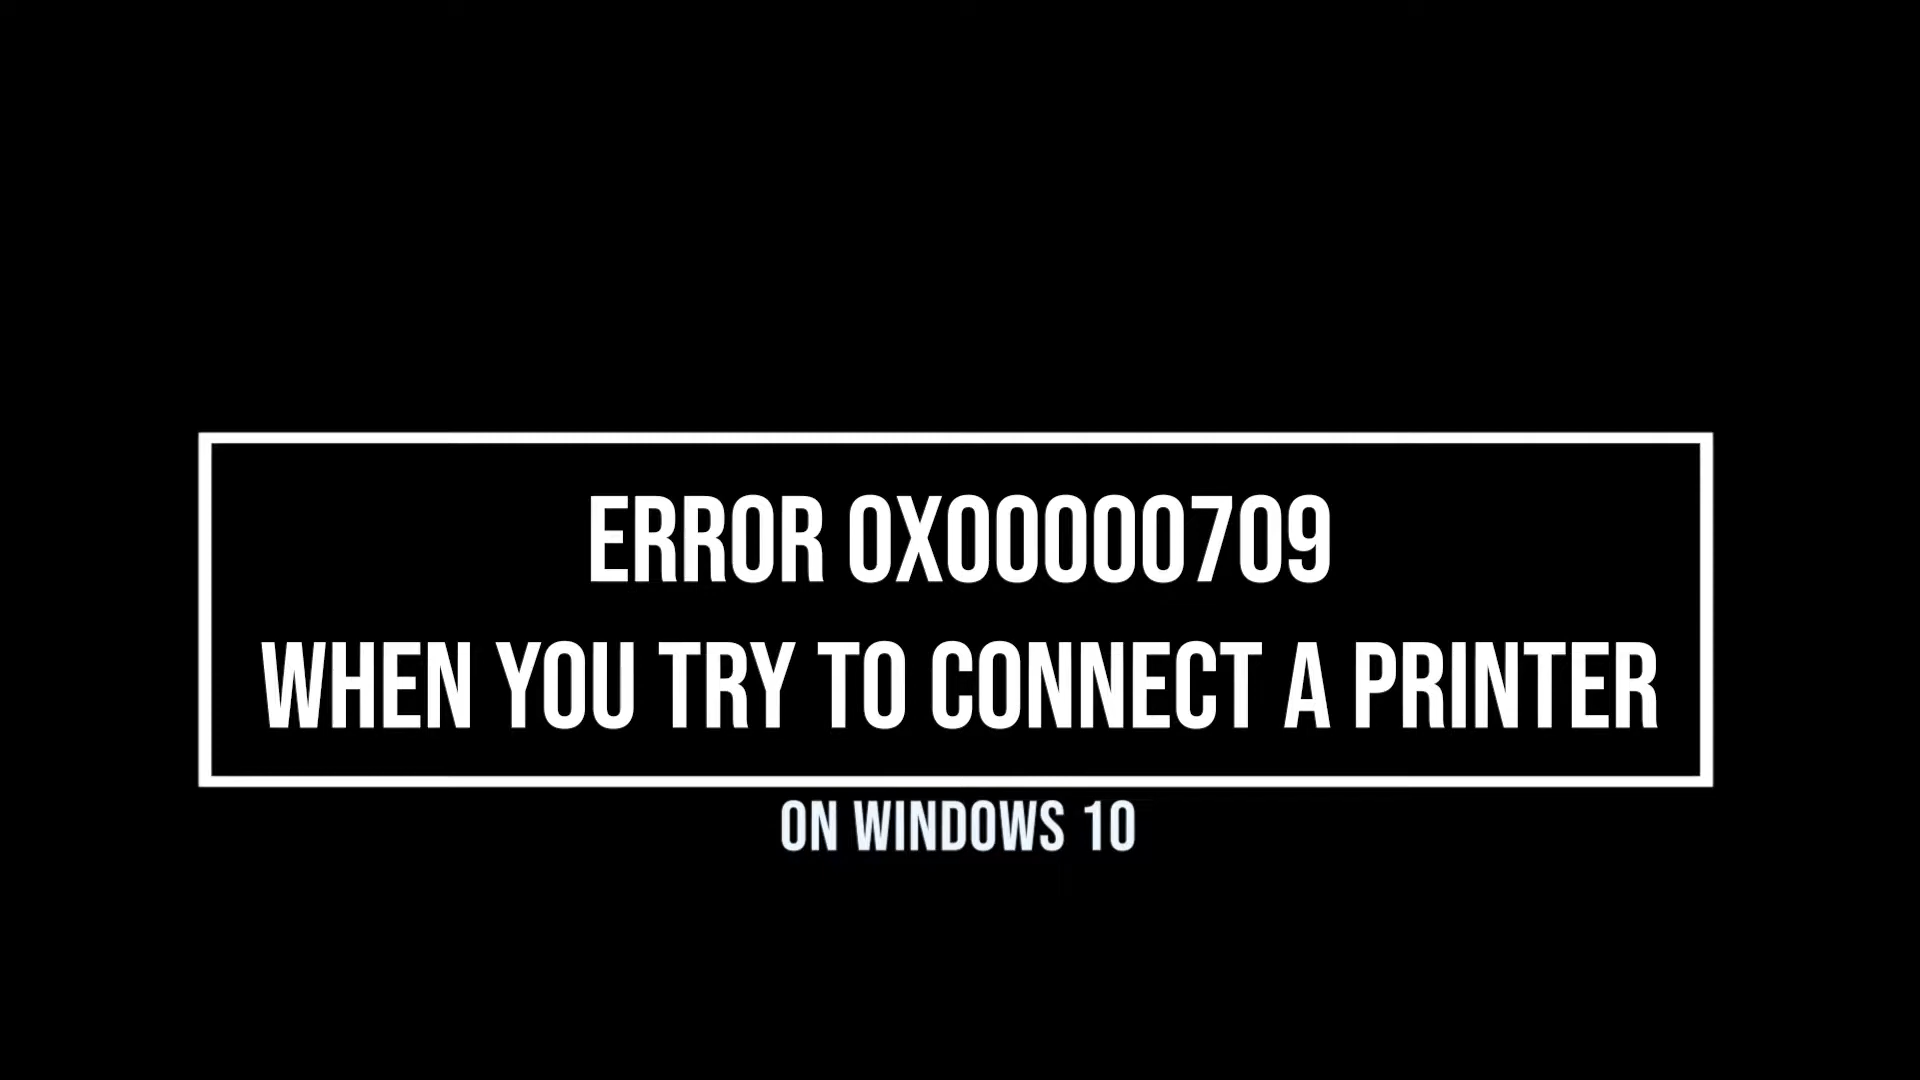 ERROR 0X00000709
WHEN YOU TRY TO CONNECT A PRINTER
ON WINDOWS 10